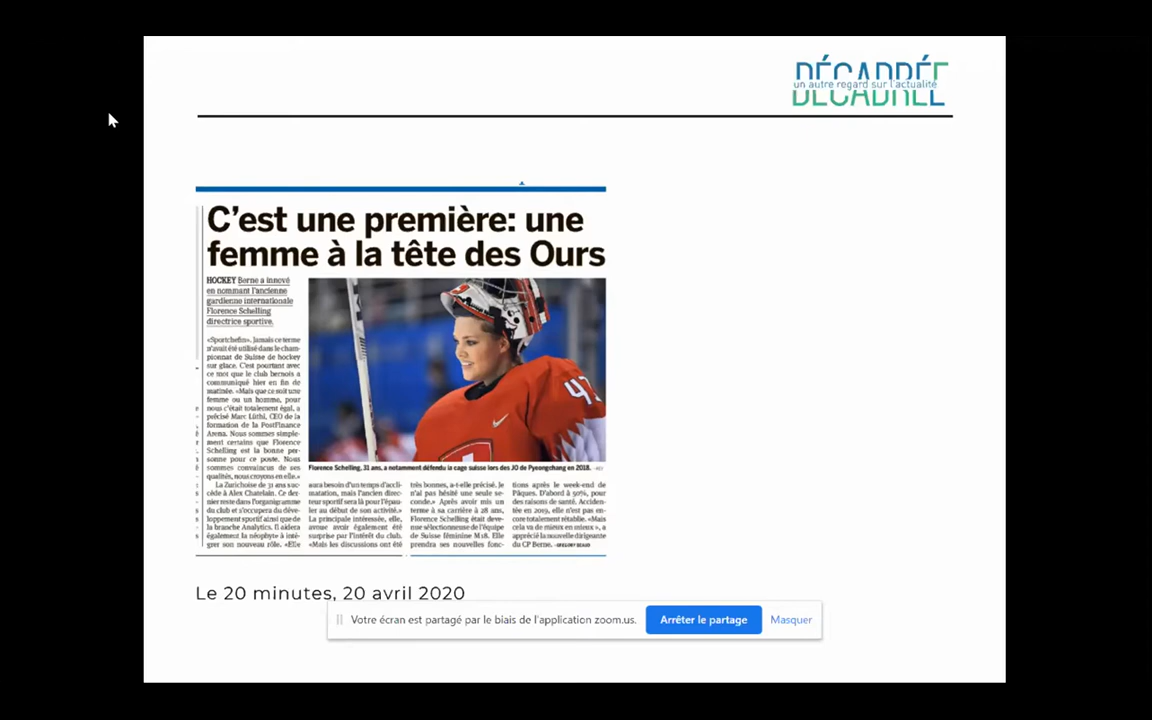 DÉCADRÉE
un autre regard sur l'actualité
C'est une première: une
femme à la tête des Ours
HOCKEY Berne a innové
en nommant l'ancienne
gardienne internationale
Florence Schelling
directrice sportive.
«Sportchefin». Jamais ce terme
n'avait été utilisé dans le cham-
pionnat de Suisse de hockey
sur glace. C'est pourtant avec
ce mot que le club bernois a
communiqué hier en fin de
matinée. «Mais que ce soit une
femme ou un homme, pour
nous c'était totalement égal, a
précisé Marc Lüthi, CEO de la
formation de la PostFinance
Arena. Nous sommes simple-
ment certains que Florence
Schelling est la bonne per-
sonne pour ce poste. Nous
sommes convaincus de ses
qualités, nous croyons en elle.»
La Zurichoise de 31 ans suc-
cède à Alex Chatelain. Ce der-
nier reste dans l'organigramme
du club et s'occupera du déve-
loppement sportif ainsi que de
la branche Analytics. Il aidera
également la néophyte à inté-
grer son nouveau rôle. «Elle
Florence Schelling, 31 ans, a notamment défendu la cage suisse lors des JO de Pyeongchang en 2018.
aura besoin d'un temps d'accli-
matation, mais l'ancien direc-
teur sportif sera là pour l'épau-
ler au début de son activité.»
La principale intéressée, elle,
avoue avoir également été
surprise par l'intérêt du club.
«Mais les discussions ont été
très bonnes, a-t-elle précisé. Je
n'ai pas hésité une seule se-
conde.» Après avoir mis un
terme à sa carrière à 28 ans,
Florence Schelling était deve-
nue sélectionneuse de l'équipe
de Suisse féminine M18. Elle
prendra ses nouvelles fonc-
tions après le week-end de
Pâques. D'abord à 50%, pour
des raisons de santé. Acciden-
tée en 2019, elle n'est pas en-
core totalement rétablie. «Mais
cela va de mieux en mieux», a
apprécié la nouvelle dirigeante
du CP Berne. -GREGORY BEAUD
Le 20 minutes, 20 avril 2020
Votre écran est partagé par le biais de l'application zoom.us.
Arrêter le partage
Masquer